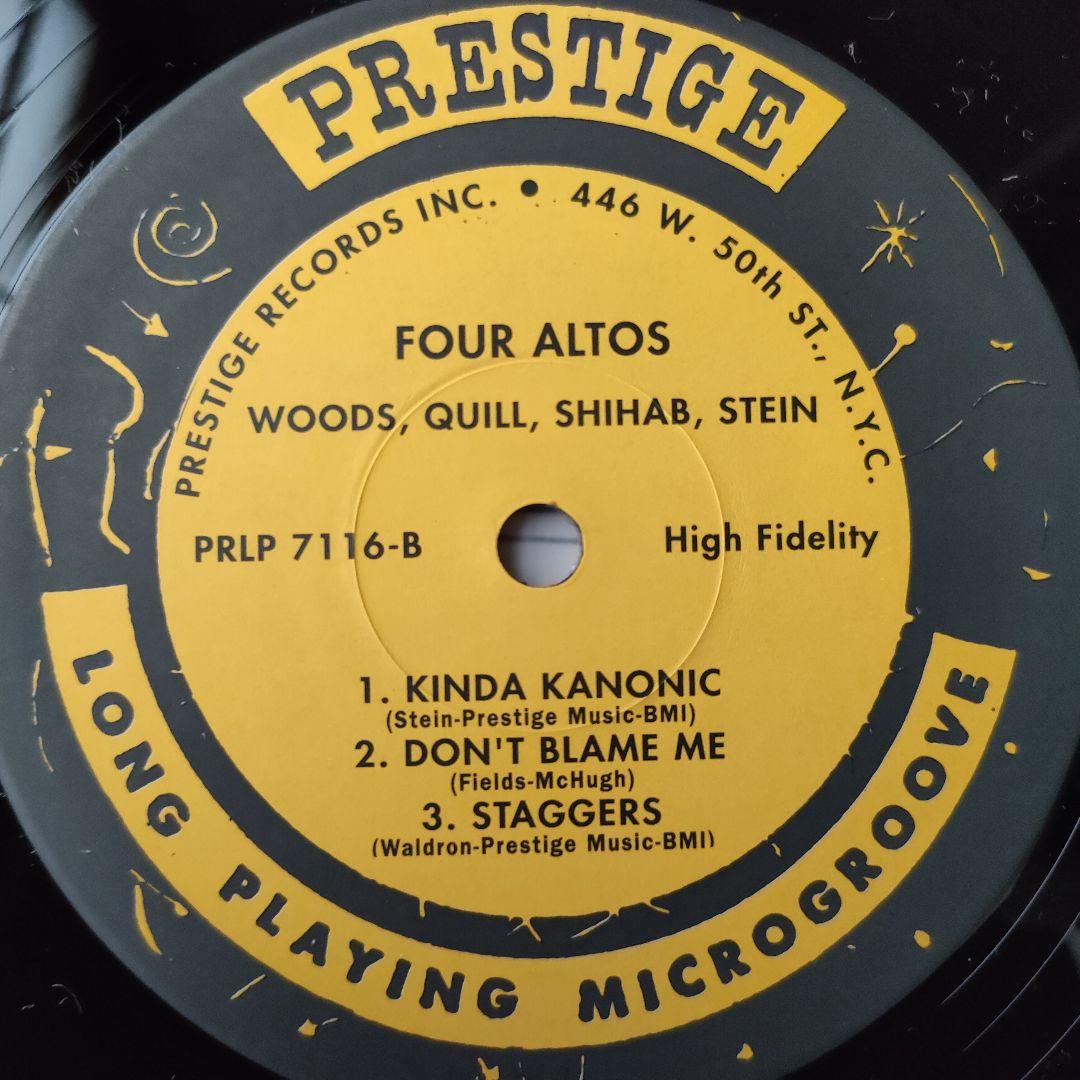 PRESTIGE
PRESTIGE RECORDS INC. • 446 W. 50th ST., N.Y.C.
FOUR ALTOS
WOODS, QUILL, SHIHAB, STEIN
PRLP 7116-B
High Fidelity
1. KINDA KANONIC
(Stein-Prestige Music-BMI)
2. DON'T BLAME ME
(Fields-McHugh)
3. STAGGERS
(Waldron-Prestige Music-BMI)
LONG PLAYING MICROGROOVE